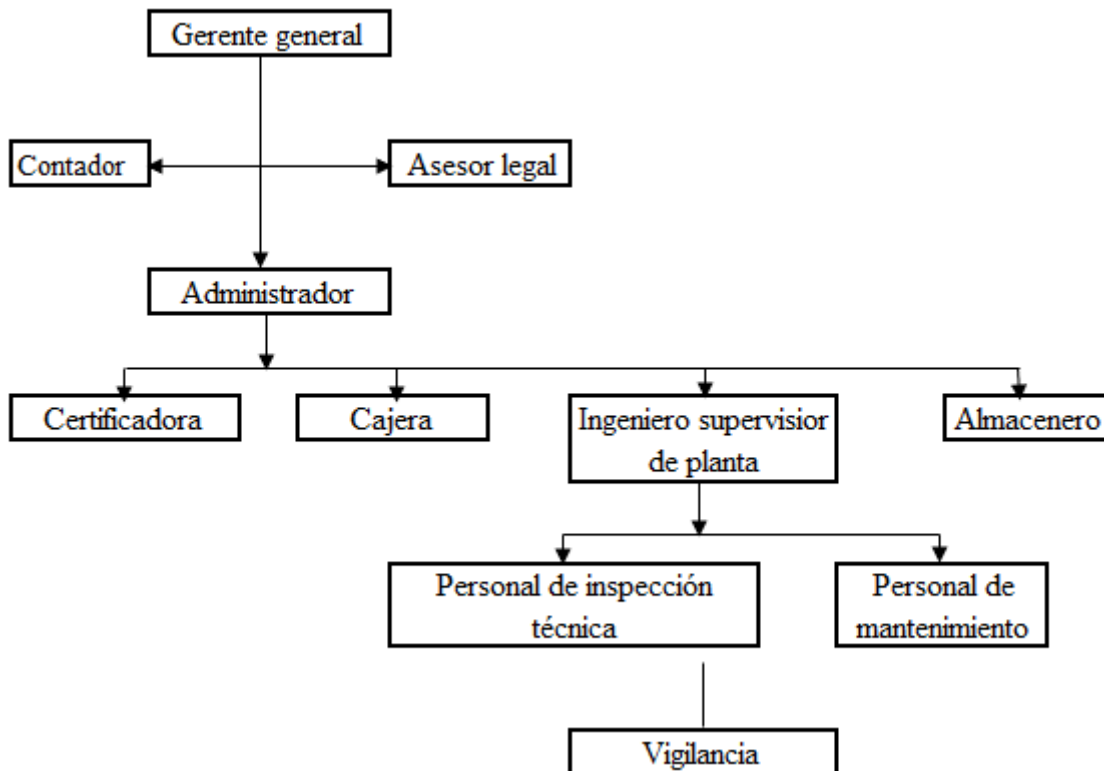 Gerente general
Contador
Asesor legal
Administrador
Certificadora
Cajera
Ingeniero supervisior
de planta
Almacenero
Personal de inspección
técnica
Personal de
mantenimiento
Vigilancia